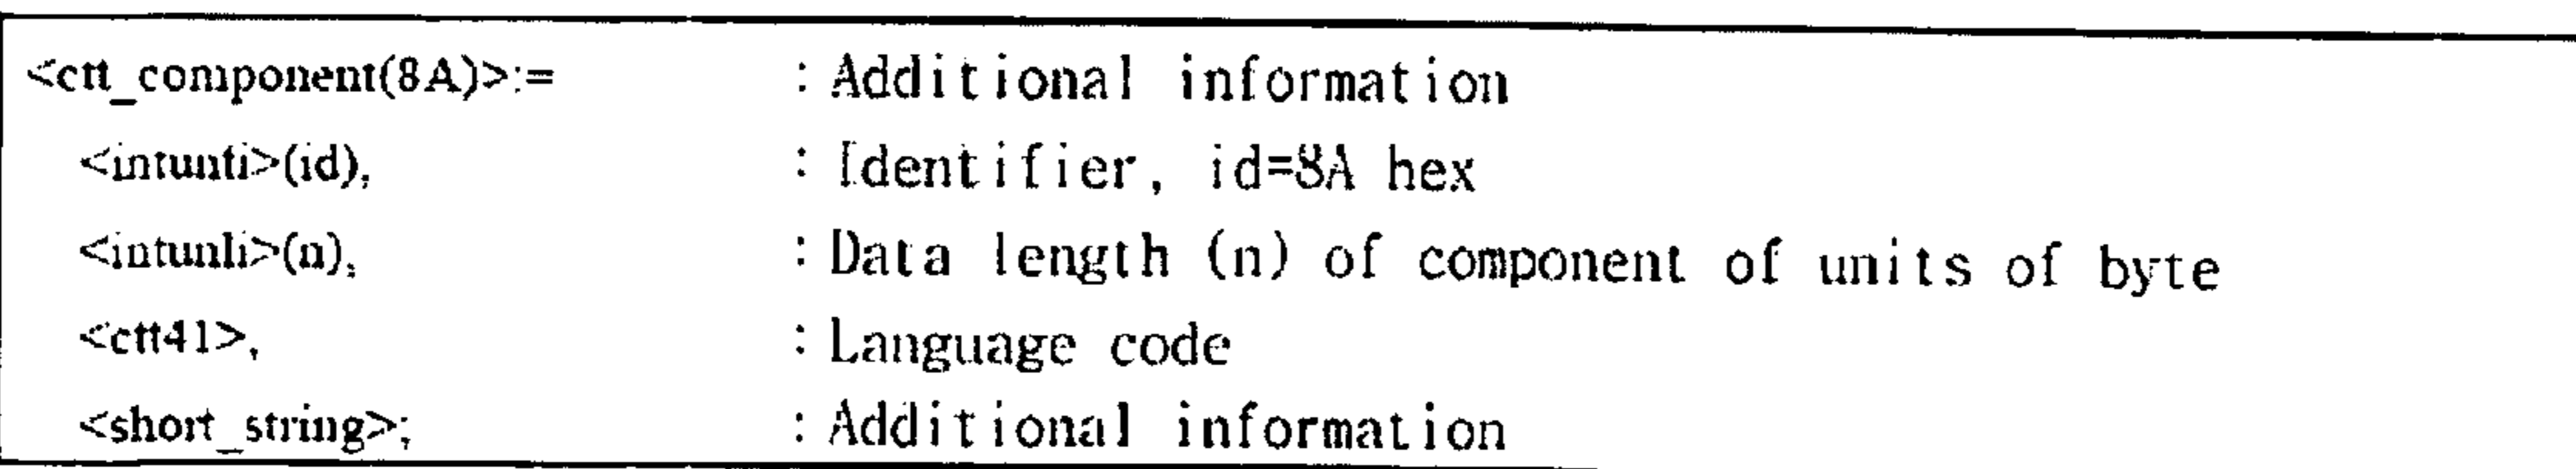 <ctt_component(8A)>:= : Additional information
<intunti>(id), : Identifier, id=8A hex
<intunli>(n), : Data length (n) of component of units of byte
<ctt41>, : Language code
<short_string>; : Additional information